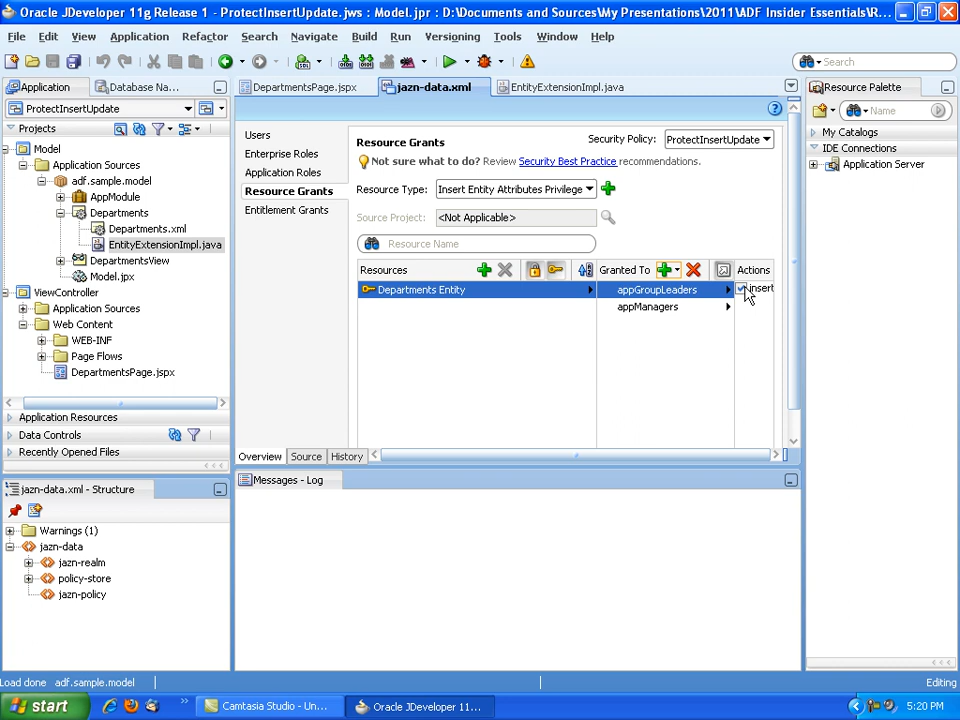 Oracle JDeveloper 11g Release 1 - ProtectInsertUpdate.jws : Model.jpr : D:\Documents and Sources\My Presentations\2011\ADF Insider Essentials\R...
File Edit View Application Refactor Search Navigate Build Run Versioning Tools Window Help
Search
Application
Database Na...
ProtectInsertUpdate
Projects
Model
Application Sources
adf.sample.model
AppModule
Departments
Departments.xml
EntityExtensionImpl.java
DepartmentsView
Model.jpx
ViewController
Application Sources
Web Content
WEB-INF
Page Flows
DepartmentsPage.jspx
Application Resources
Data Controls
Recently Opened Files
jazn-data.xml - Structure
Warnings (1)
jazn-data
jazn-realm
policy-store
jazn-policy
DepartmentsPage.jspx
jazn-data.xml
EntityExtensionImpl.java
Users
Enterprise Roles
Application Roles
Resource Grants
Entitlement Grants
Resource Grants
Security Policy: ProtectInsertUpdate
Not sure what to do? Review Security Best Practice recommendations.
Resource Type: Insert Entity Attributes Privilege
Source Project: <Not Applicable>
Resource Name
Resources Granted To Actions
Departments Entity appGroupLeaders insert
appManagers
Overview Source History
Messages - Log
Resource Palette
Name
My Catalogs
IDE Connections
Application Server
Load done adf.sample.model Editing
start
Camtasia Studio - Un...
Oracle JDeveloper 11...
5:20 PM